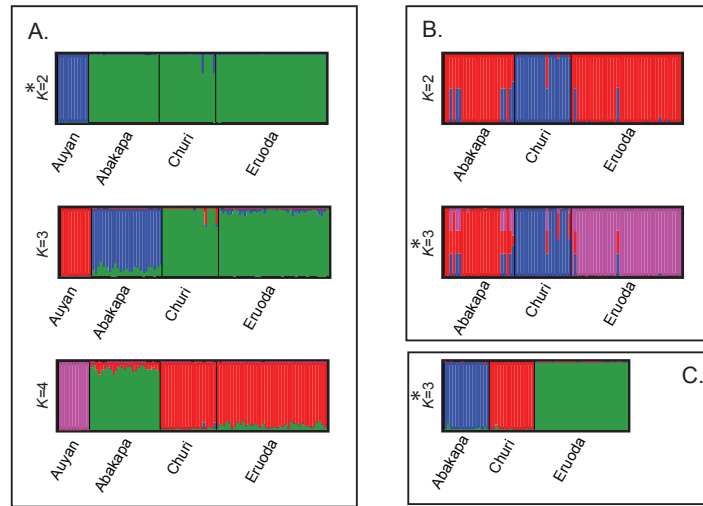 A.
* K=2
Auyan Abakapa Churi Eruoda
K=3
Auyan Abakapa Churi Eruoda
K=4
Auyan Abakapa Churi Eruoda
B.
K=2
Abakapa Churi Eruoda
* K=3
Abakapa Churi Eruoda
C.
* K=3
Abakapa Churi Eruoda